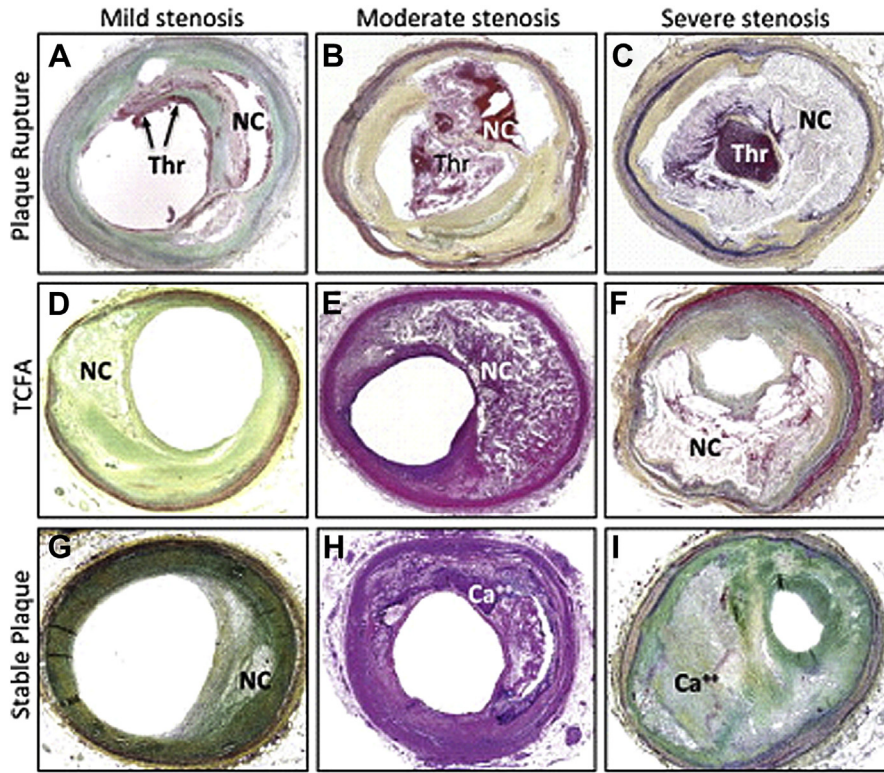 Mild stenosis Moderate stenosis Severe stenosis
Plaque Rupture
A NC Thr
B NC Thr
C NC Thr
TCFA
D NC
E NC
F NC
Stable Plaque
G NC
H Ca++
I Ca++